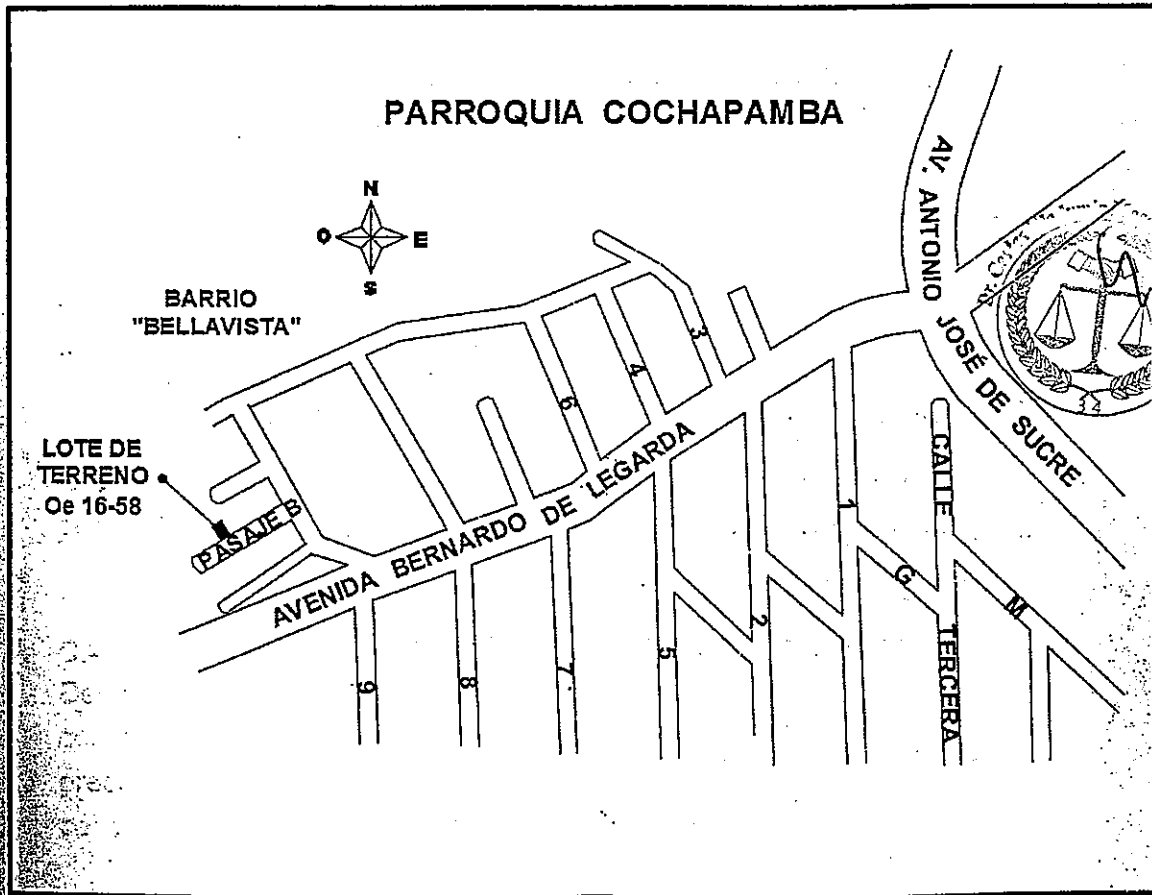 PARROQUIA COCHAPAMBA
N
O
E
S
BARRIO
"BELLAVISTA"
AV. ANTONIO JOSÉ DE SUCRE
3
4
6
LOTE DE
TERRENO
Oe 16-58
PASAJE B
AVENIDA BERNARDO DE LEGARDA
CALLE TERCERA
1
G
M
2
5
7
8
9
34